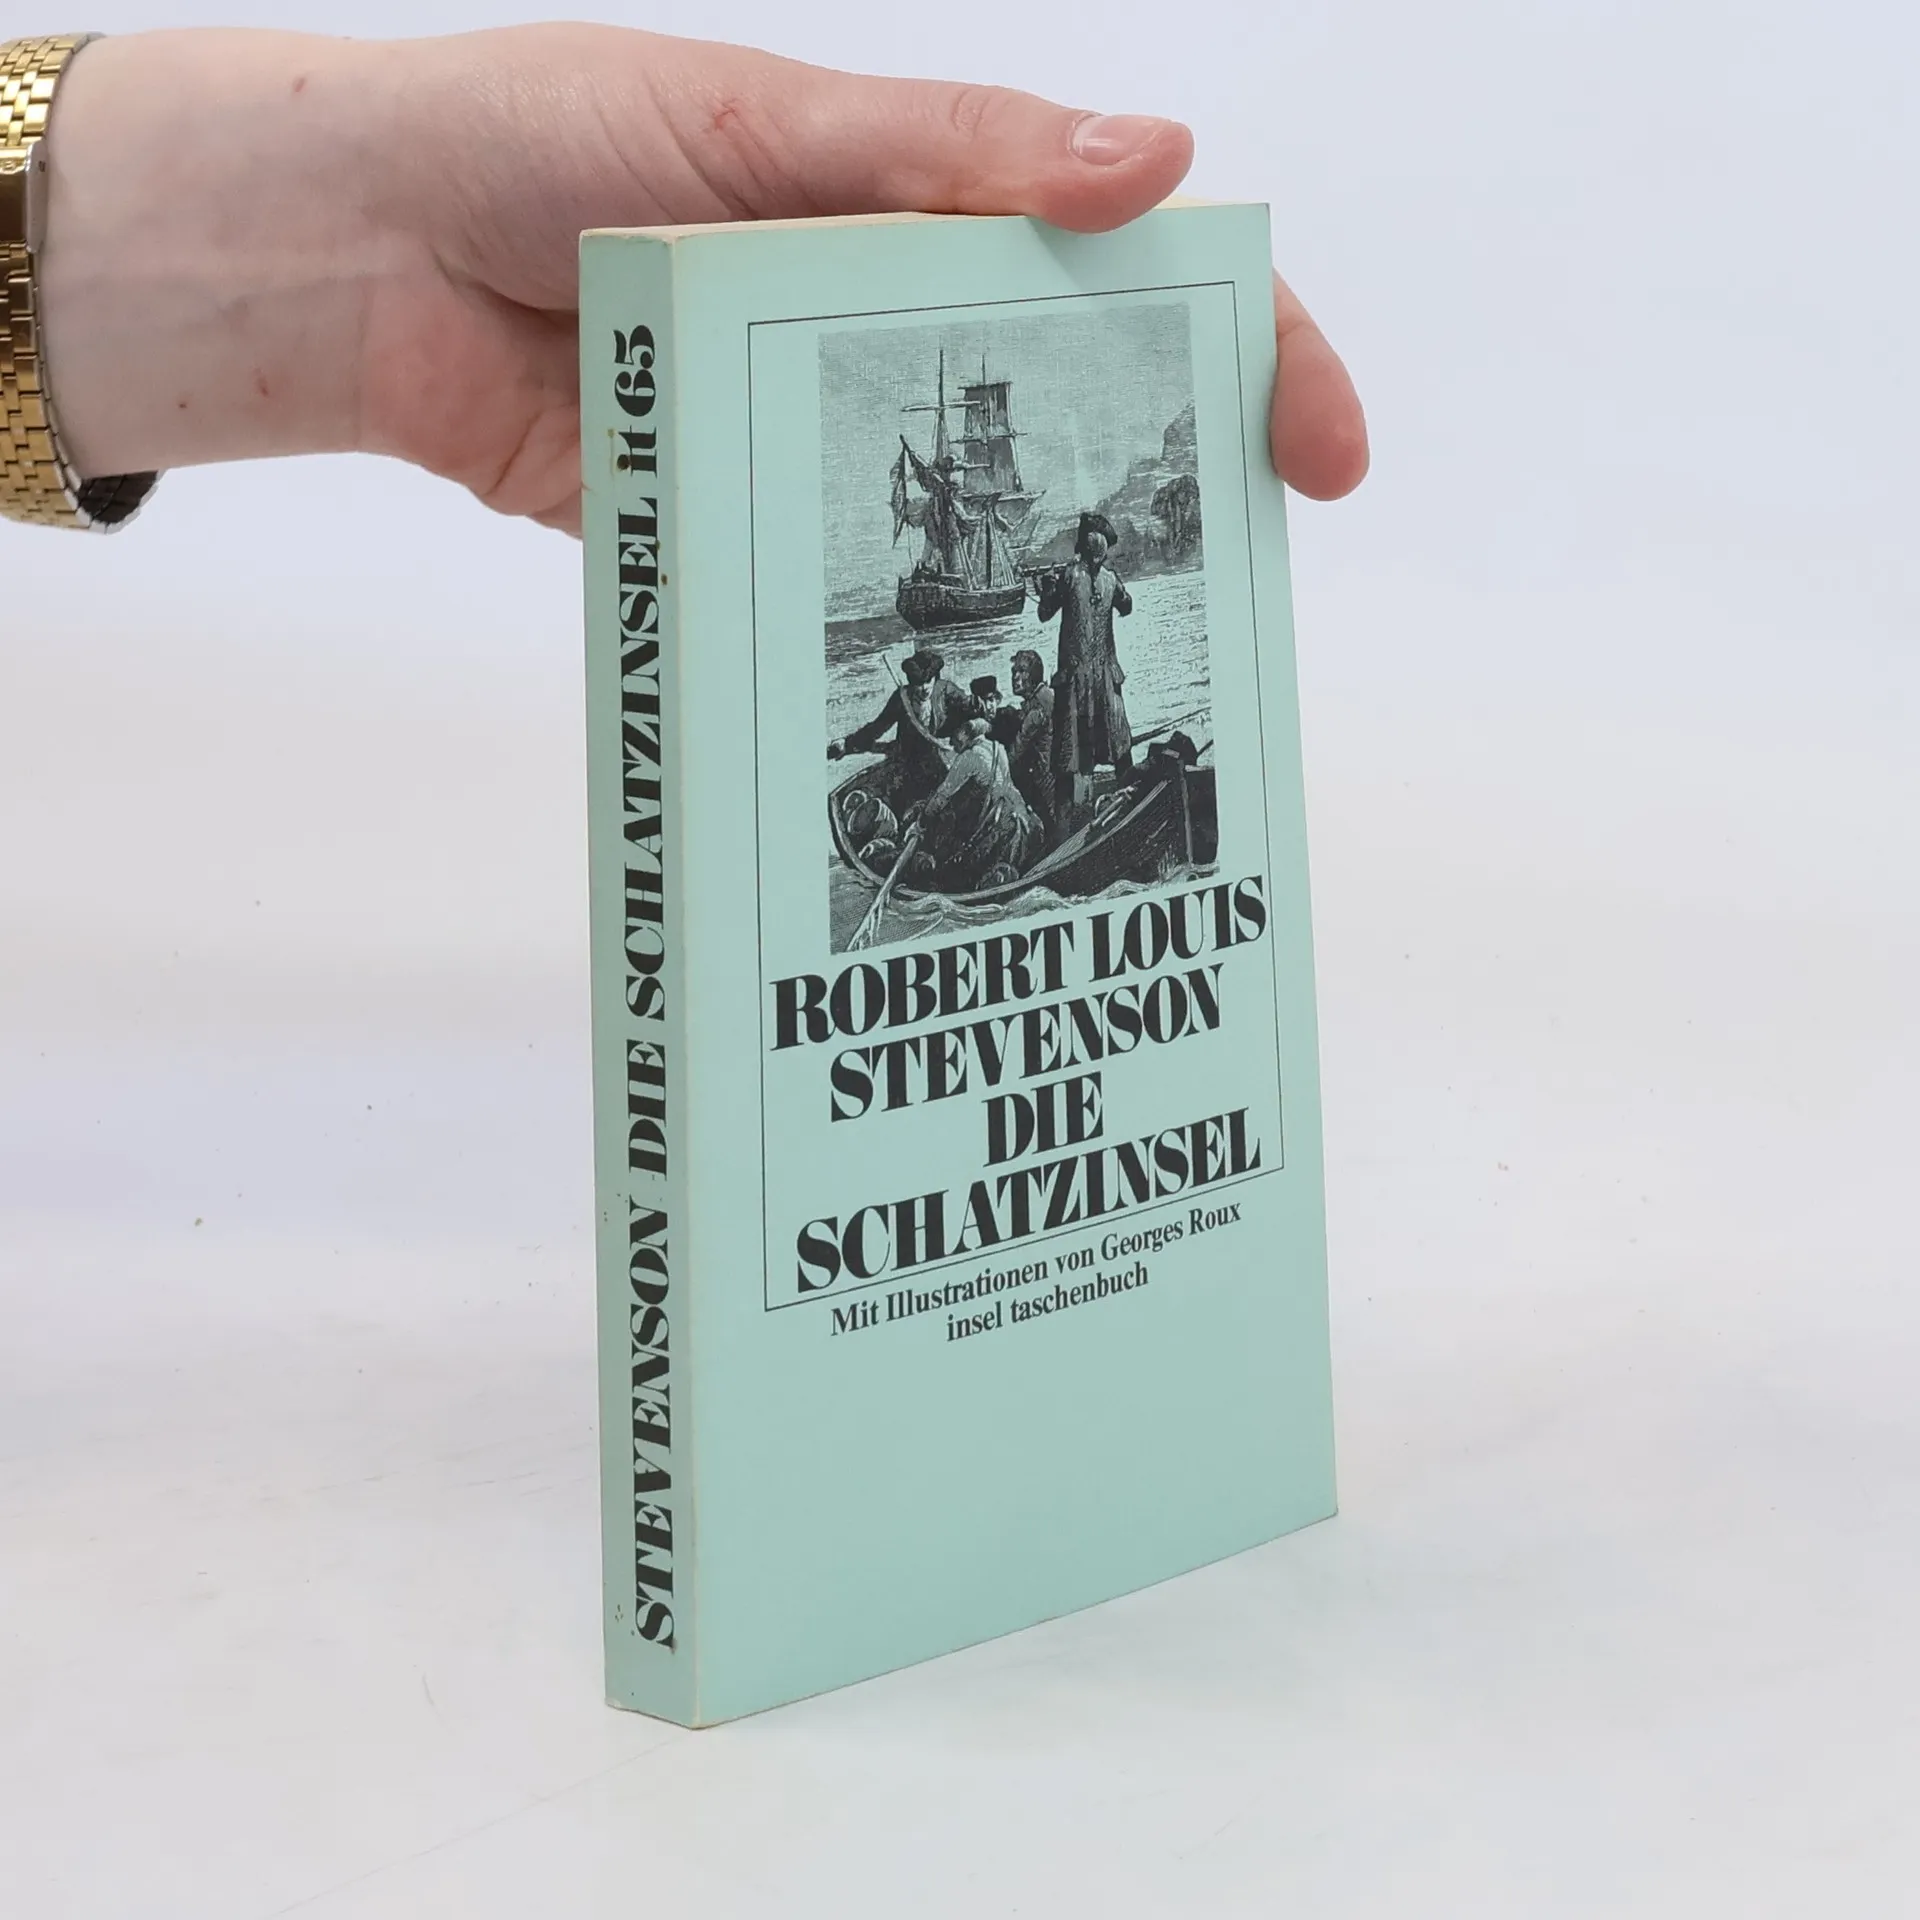 STEVENSON DIE SCHATZINSEL it 65
ROBERT LOUIS
STEVENSON
DIE
SCHATZINSEL
Mit Illustrationen von Georges Roux
insel taschenbuch